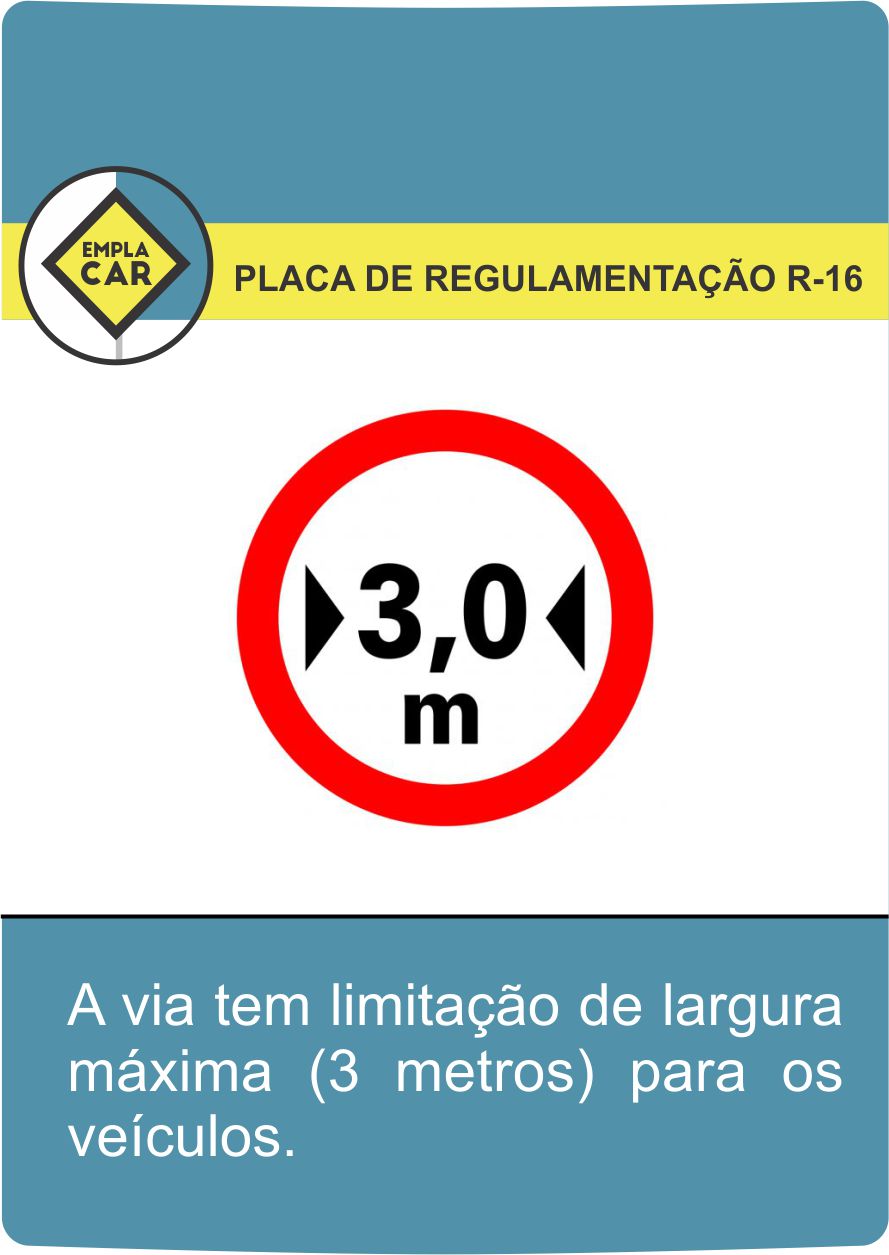 EMPLA
CAR
PLACA DE REGULAMENTAÇÃO R-16
3,0
m
A via tem limitação de largura
máxima (3 metros) para os
veículos.